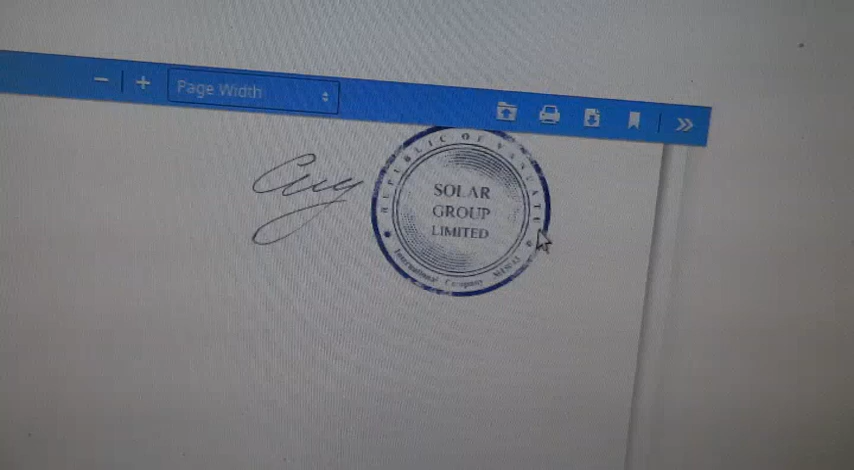 Page Width
REPUBLIC OF VANUATU
SOLAR
GROUP
LIMITED
International Company